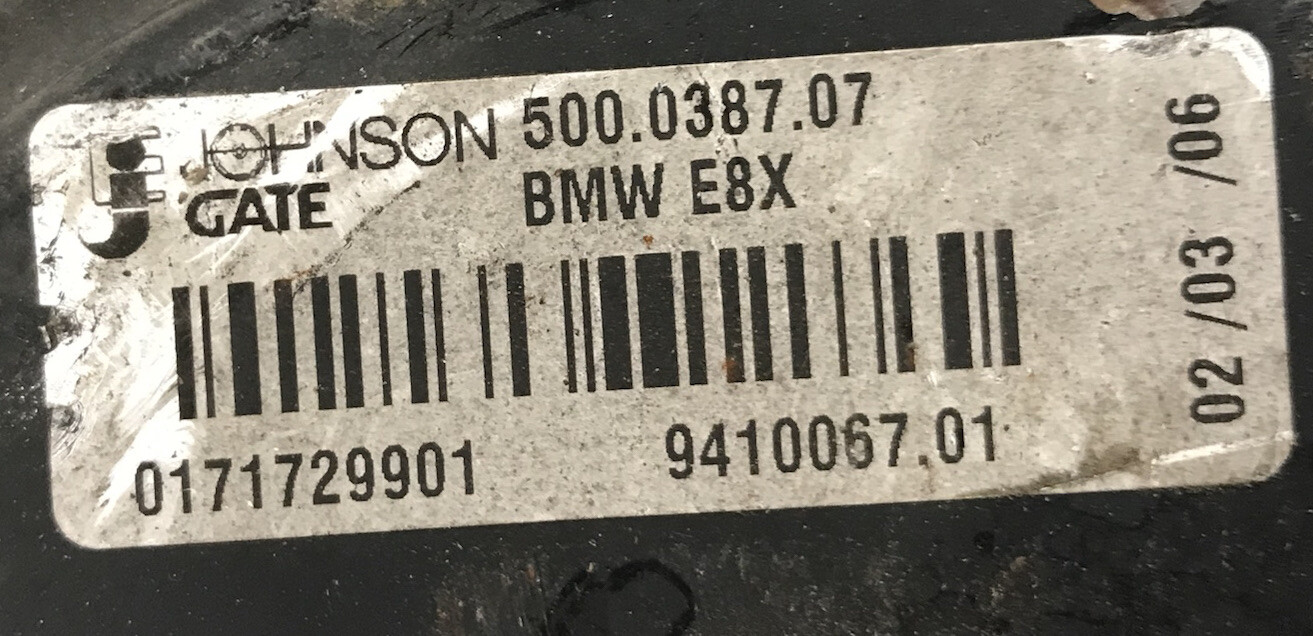 JOHNSON 500.0387.07
GATE BMW E8X
0171729901 9410067.01
02 /03 /06